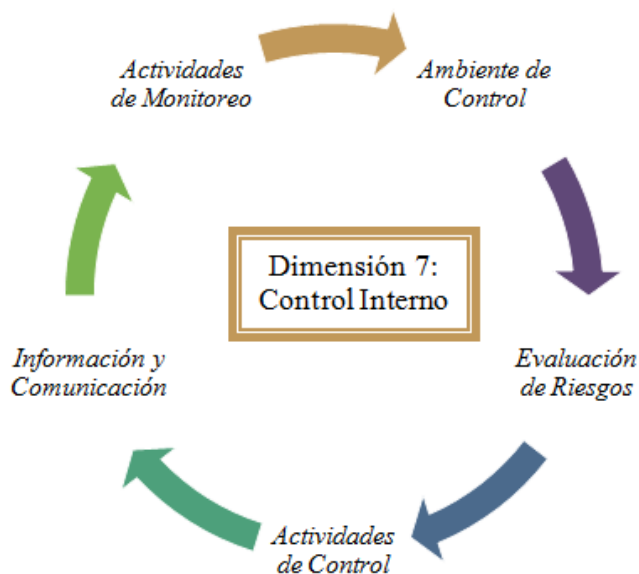 Actividades
de Monitoreo
Ambiente de
Control
Dimensión 7:
Control Interno
Información y
Comunicación
Evaluación
de Riesgos
Actividades
de Control